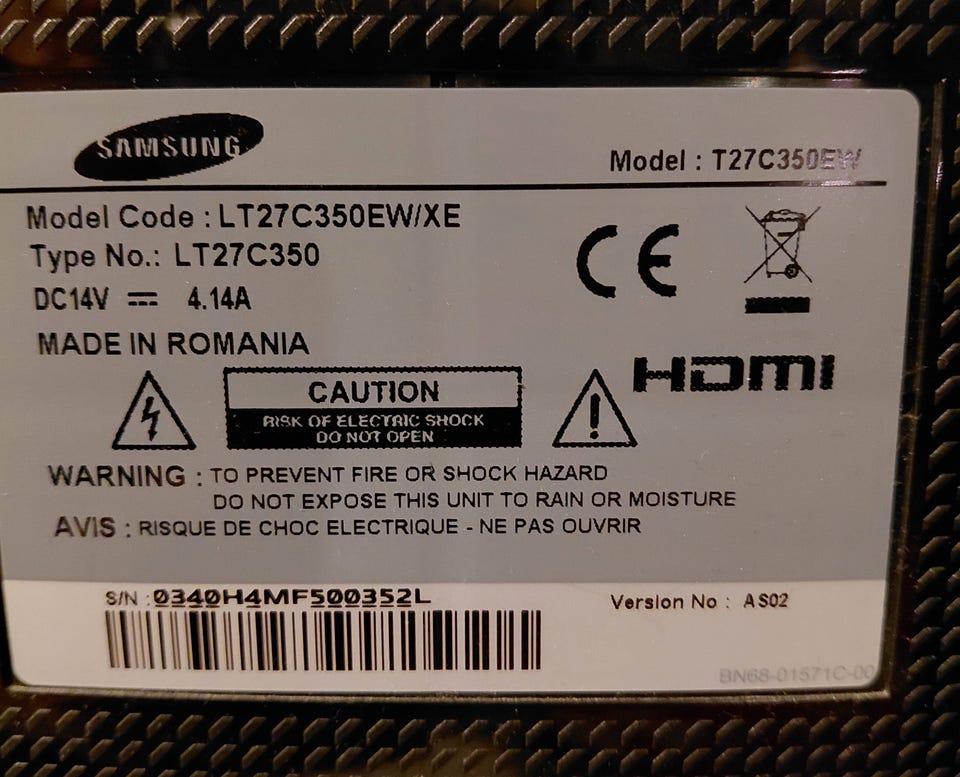 SAMSUNG
Model : T27C350EW
Model Code : LT27C350EW/XE
Type No.: LT27C350
DC14V ⎓ 4.14A
MADE IN ROMANIA
CE
HDMI
CAUTION
RISK OF ELECTRIC SHOCK
DO NOT OPEN
WARNING : TO PREVENT FIRE OR SHOCK HAZARD
DO NOT EXPOSE THIS UNIT TO RAIN OR MOISTURE
AVIS : RISQUE DE CHOC ELECTRIQUE - NE PAS OUVRIR
S/N : 0340H4MF500352L
Version No : AS02
BN68-01571C-00